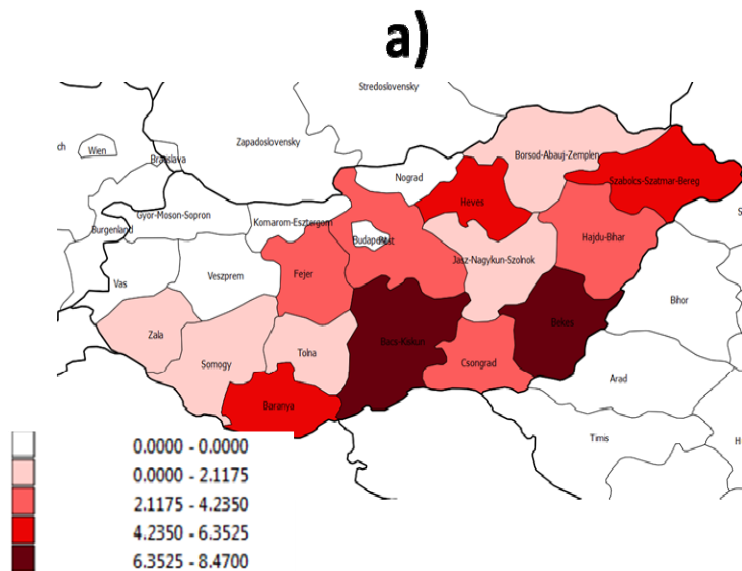 a)
Stredoslovensky
ch
Wien
Zapadoslovensky
Bratislava
Borsod-Abauj-Zemplen
Nograd
Szabolcs-Szatmar-Bereg
Heves
Gyor-Moson-Sopron
Komarom-Esztergom
Burgenland
Budapest
Pest
Hajdu-Bihar
Jasz-Nagykun-Szolnok
Vas
Veszprem
Fejer
Bihor
Zala
Somogy
Tolna
Bacs-Kiskun
Bekes
Csongrad
Arad
Baranya
Timis
H
0.0000 - 0.0000
0.0000 - 2.1175
2.1175 - 4.2350
4.2350 - 6.3525
6.3525 - 8.4700